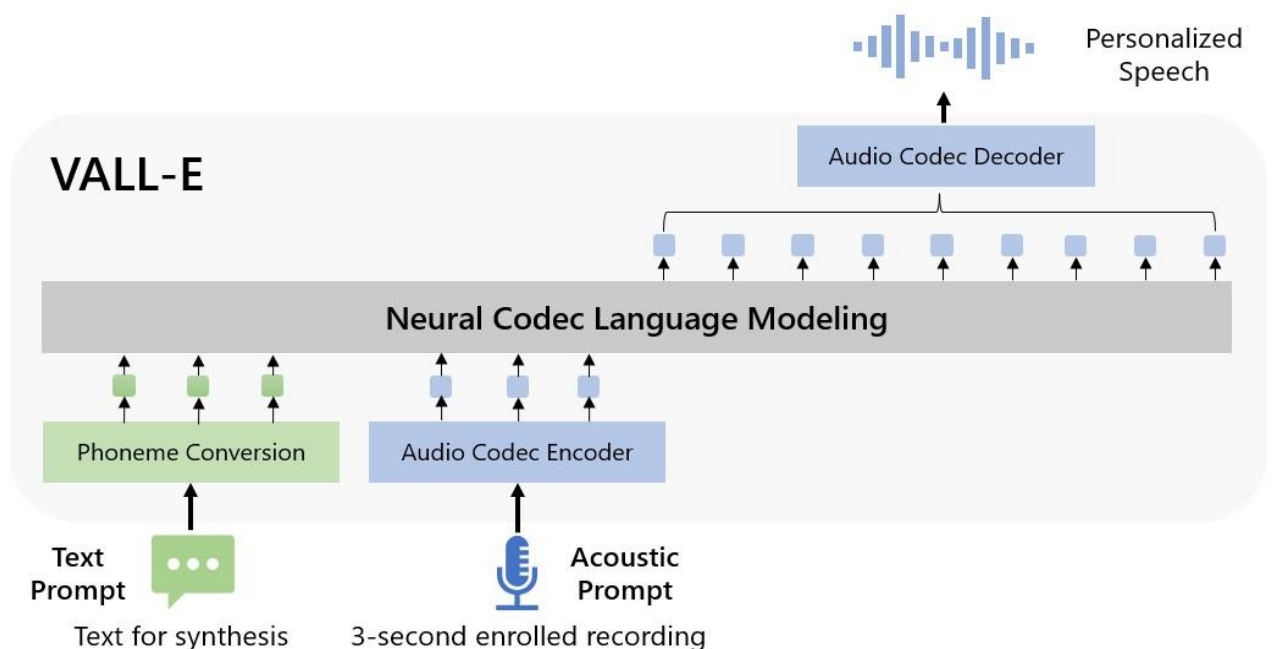 Personalized
Speech
Audio Codec Decoder
VALL-E
Neural Codec Language Modeling
Phoneme Conversion
Audio Codec Encoder
Text
Prompt
Acoustic
Prompt
Text for synthesis
3-second enrolled recording